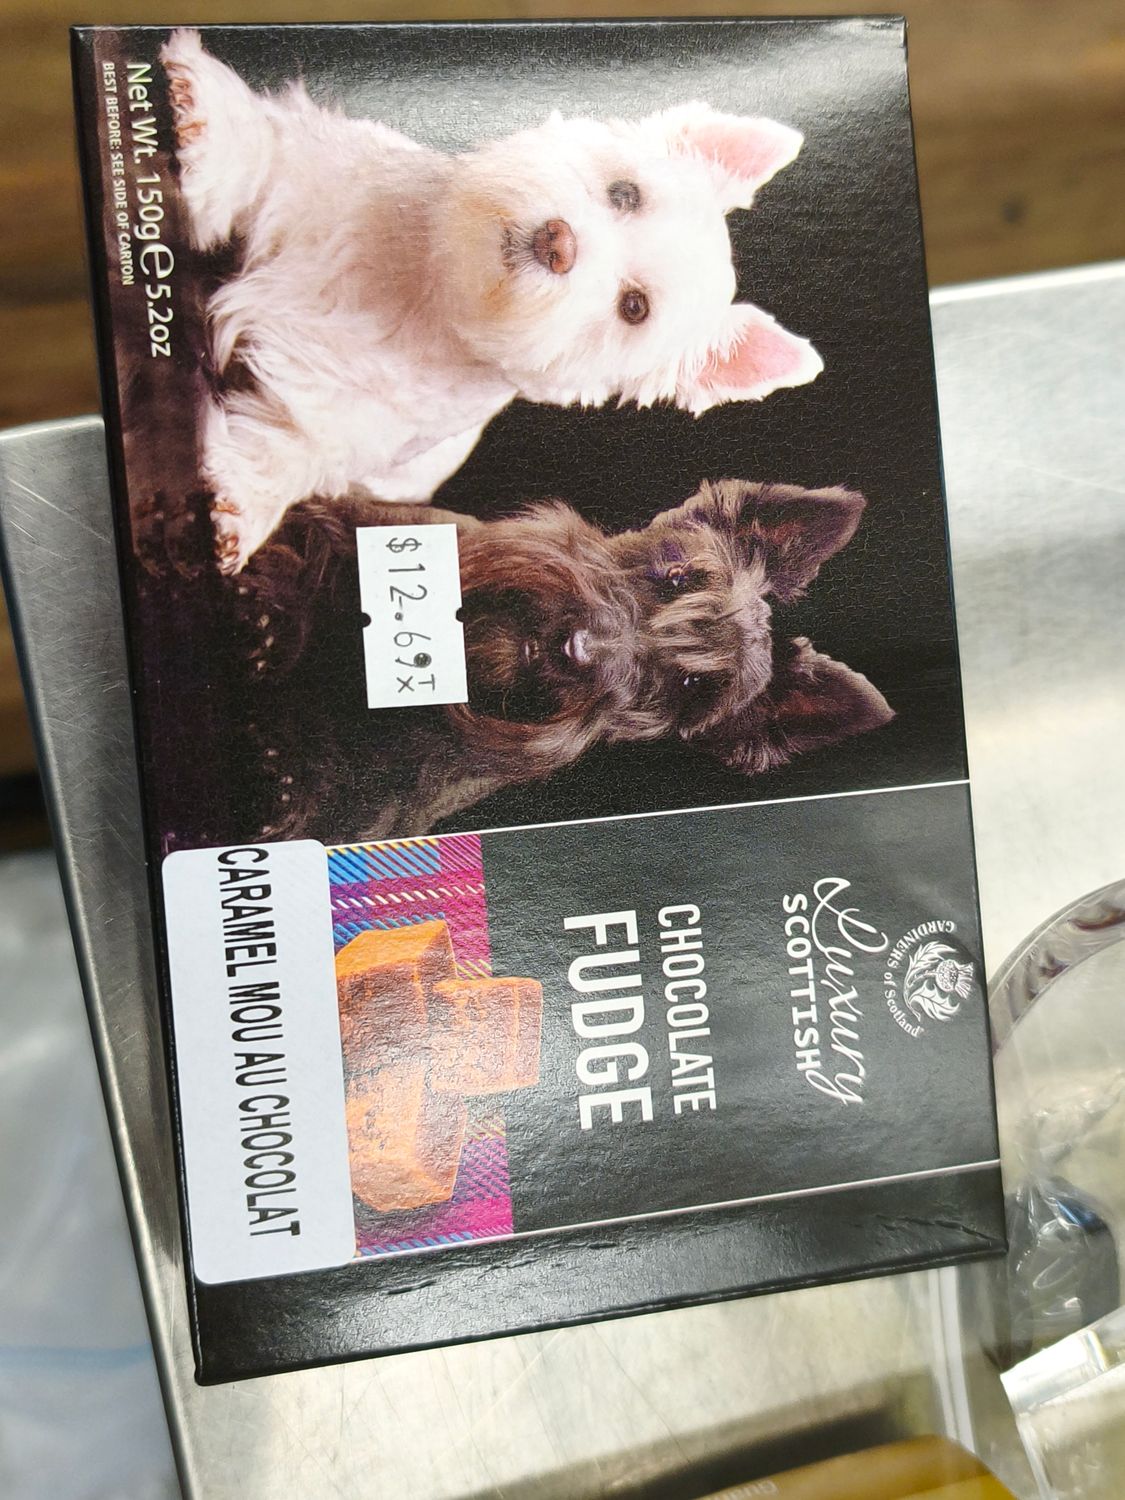 GARDINERS of Scotland
Luxury
SCOTTISH
CHOCOLATE
FUDGE
CARAMEL MOU AU CHOCOLAT
$12.69 TX
Net Wt. 150g e 5.2oz
BEST BEFORE: SEE SIDE OF CARTON